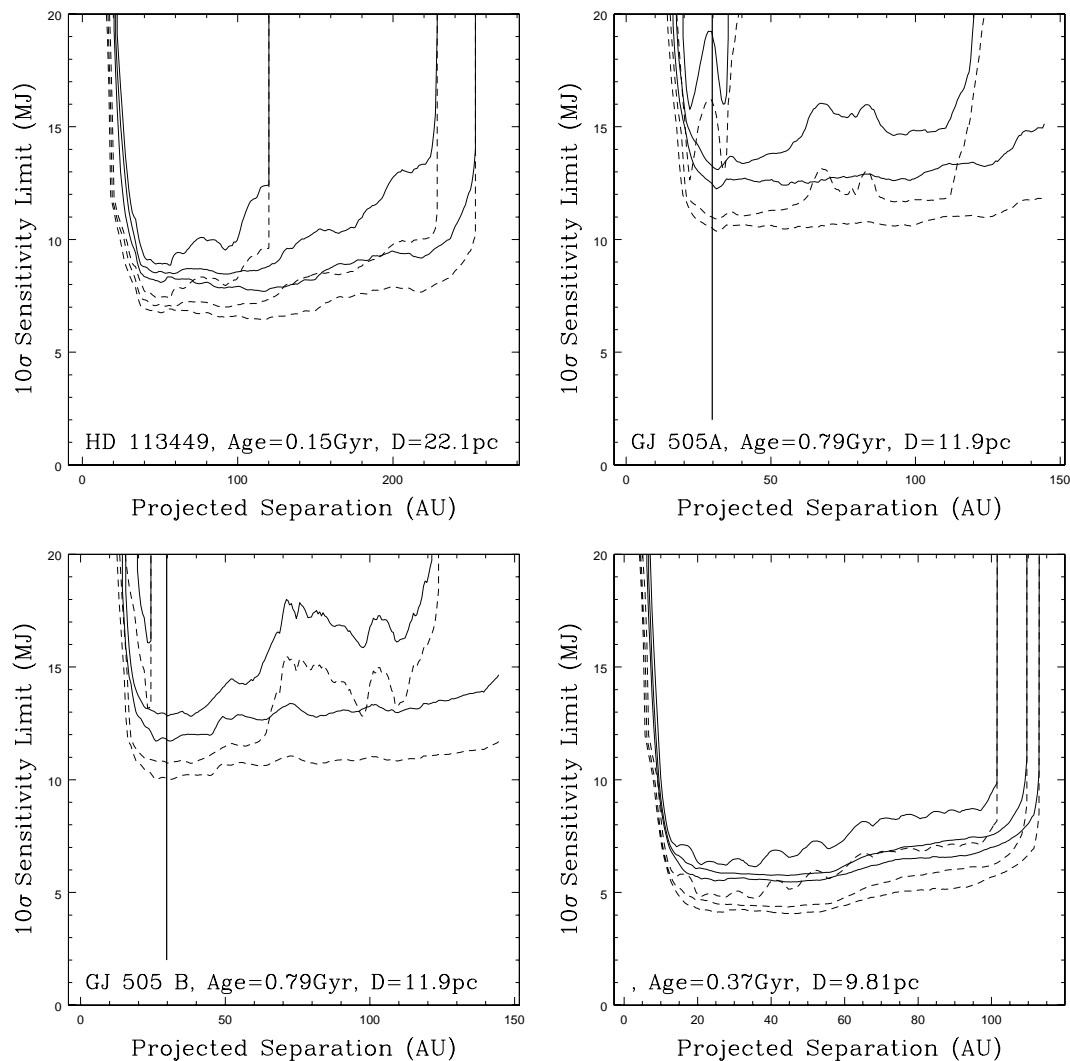 20
15
10
5
0
10σ Sensitivity Limit (MJ)
HD 113449, Age=0.15Gyr, D=22.1pc
0 100 200
Projected Separation (AU)
20
15
10
5
0
10σ Sensitivity Limit (MJ)
GJ 505A, Age=0.79Gyr, D=11.9pc
0 50 100 150
Projected Separation (AU)
20
15
10
5
0
10σ Sensitivity Limit (MJ)
GJ 505 B, Age=0.79Gyr, D=11.9pc
0 50 100 150
Projected Separation (AU)
20
15
10
5
0
10σ Sensitivity Limit (MJ)
, Age=0.37Gyr, D=9.81pc
0 20 40 60 80 100
Projected Separation (AU)